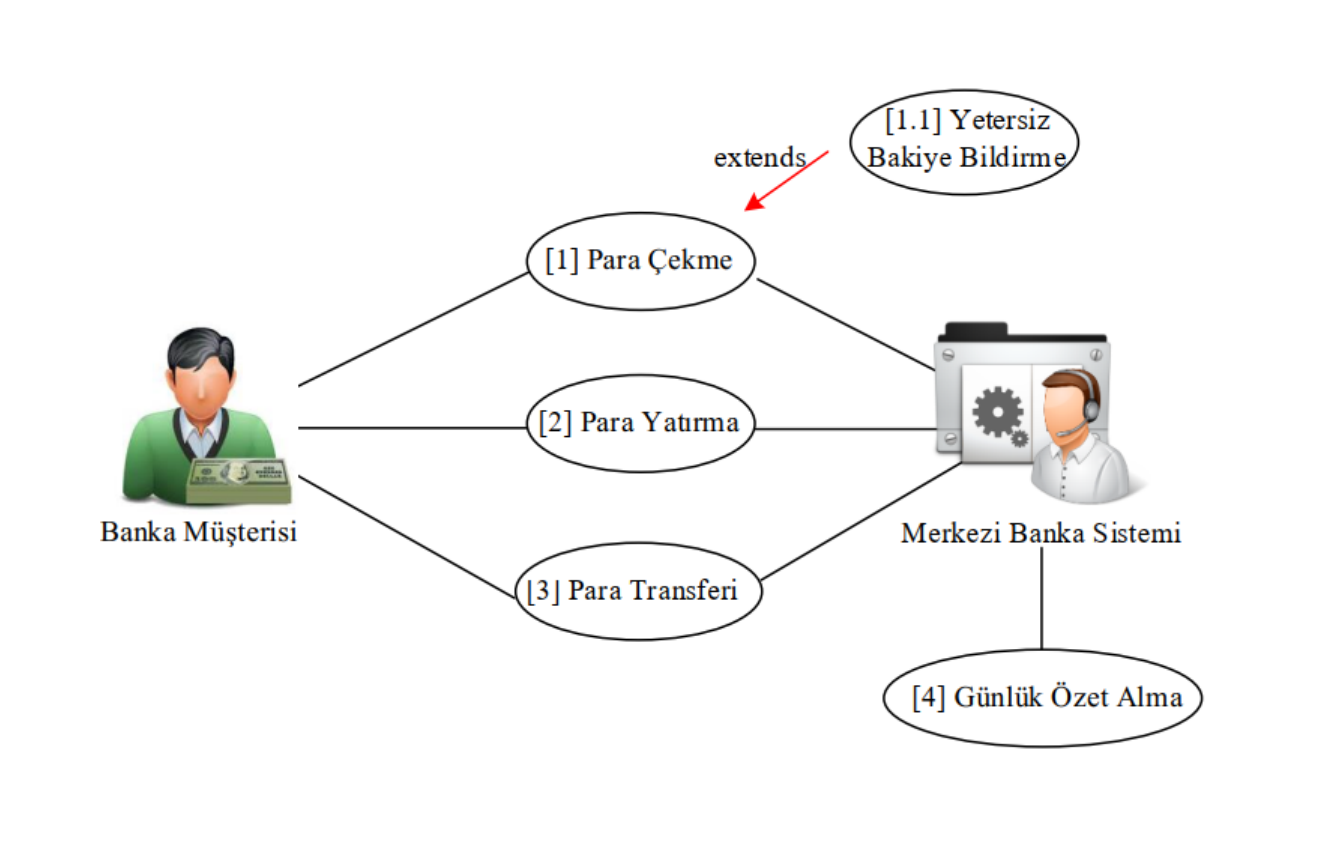 [1.1] Yetersiz
Bakiye Bildirme
extends
[1] Para Çekme
[2] Para Yatırma
Banka Müşterisi
Merkezi Banka Sistemi
[3] Para Transferi
[4] Günlük Özet Alma